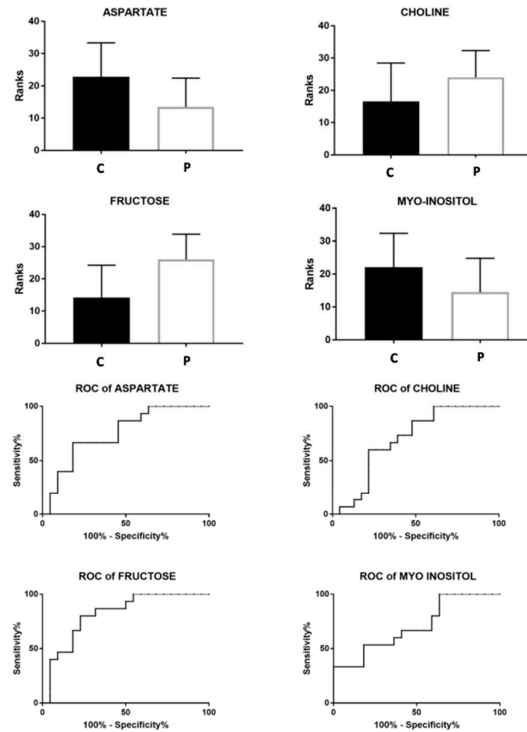 ASPARTATE
Ranks
40
30
20
10
0
C
P
CHOLINE
Ranks
40
30
20
10
0
C
P
FRUCTOSE
Ranks
40
30
20
10
0
C
P
MYO-INOSITOL
Ranks
40
30
20
10
0
C
P
ROC of ASPARTATE
Sensitivity%
100
50
0
0 50 100
100% - Specificity%
ROC of CHOLINE
Sensitivity%
100
50
0
0 50 100
100% - Specificity%
ROC of FRUCTOSE
Sensitivity%
100
50
0
0 50 100
100% - Specificity%
ROC of MYO INOSITOL
Sensitivity%
100
50
0
0 50 100
100% - Specificity%